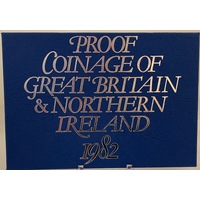 PROOF
COINAGE OF
GREAT BRITAIN
& NORTHERN
IRELAND
1982